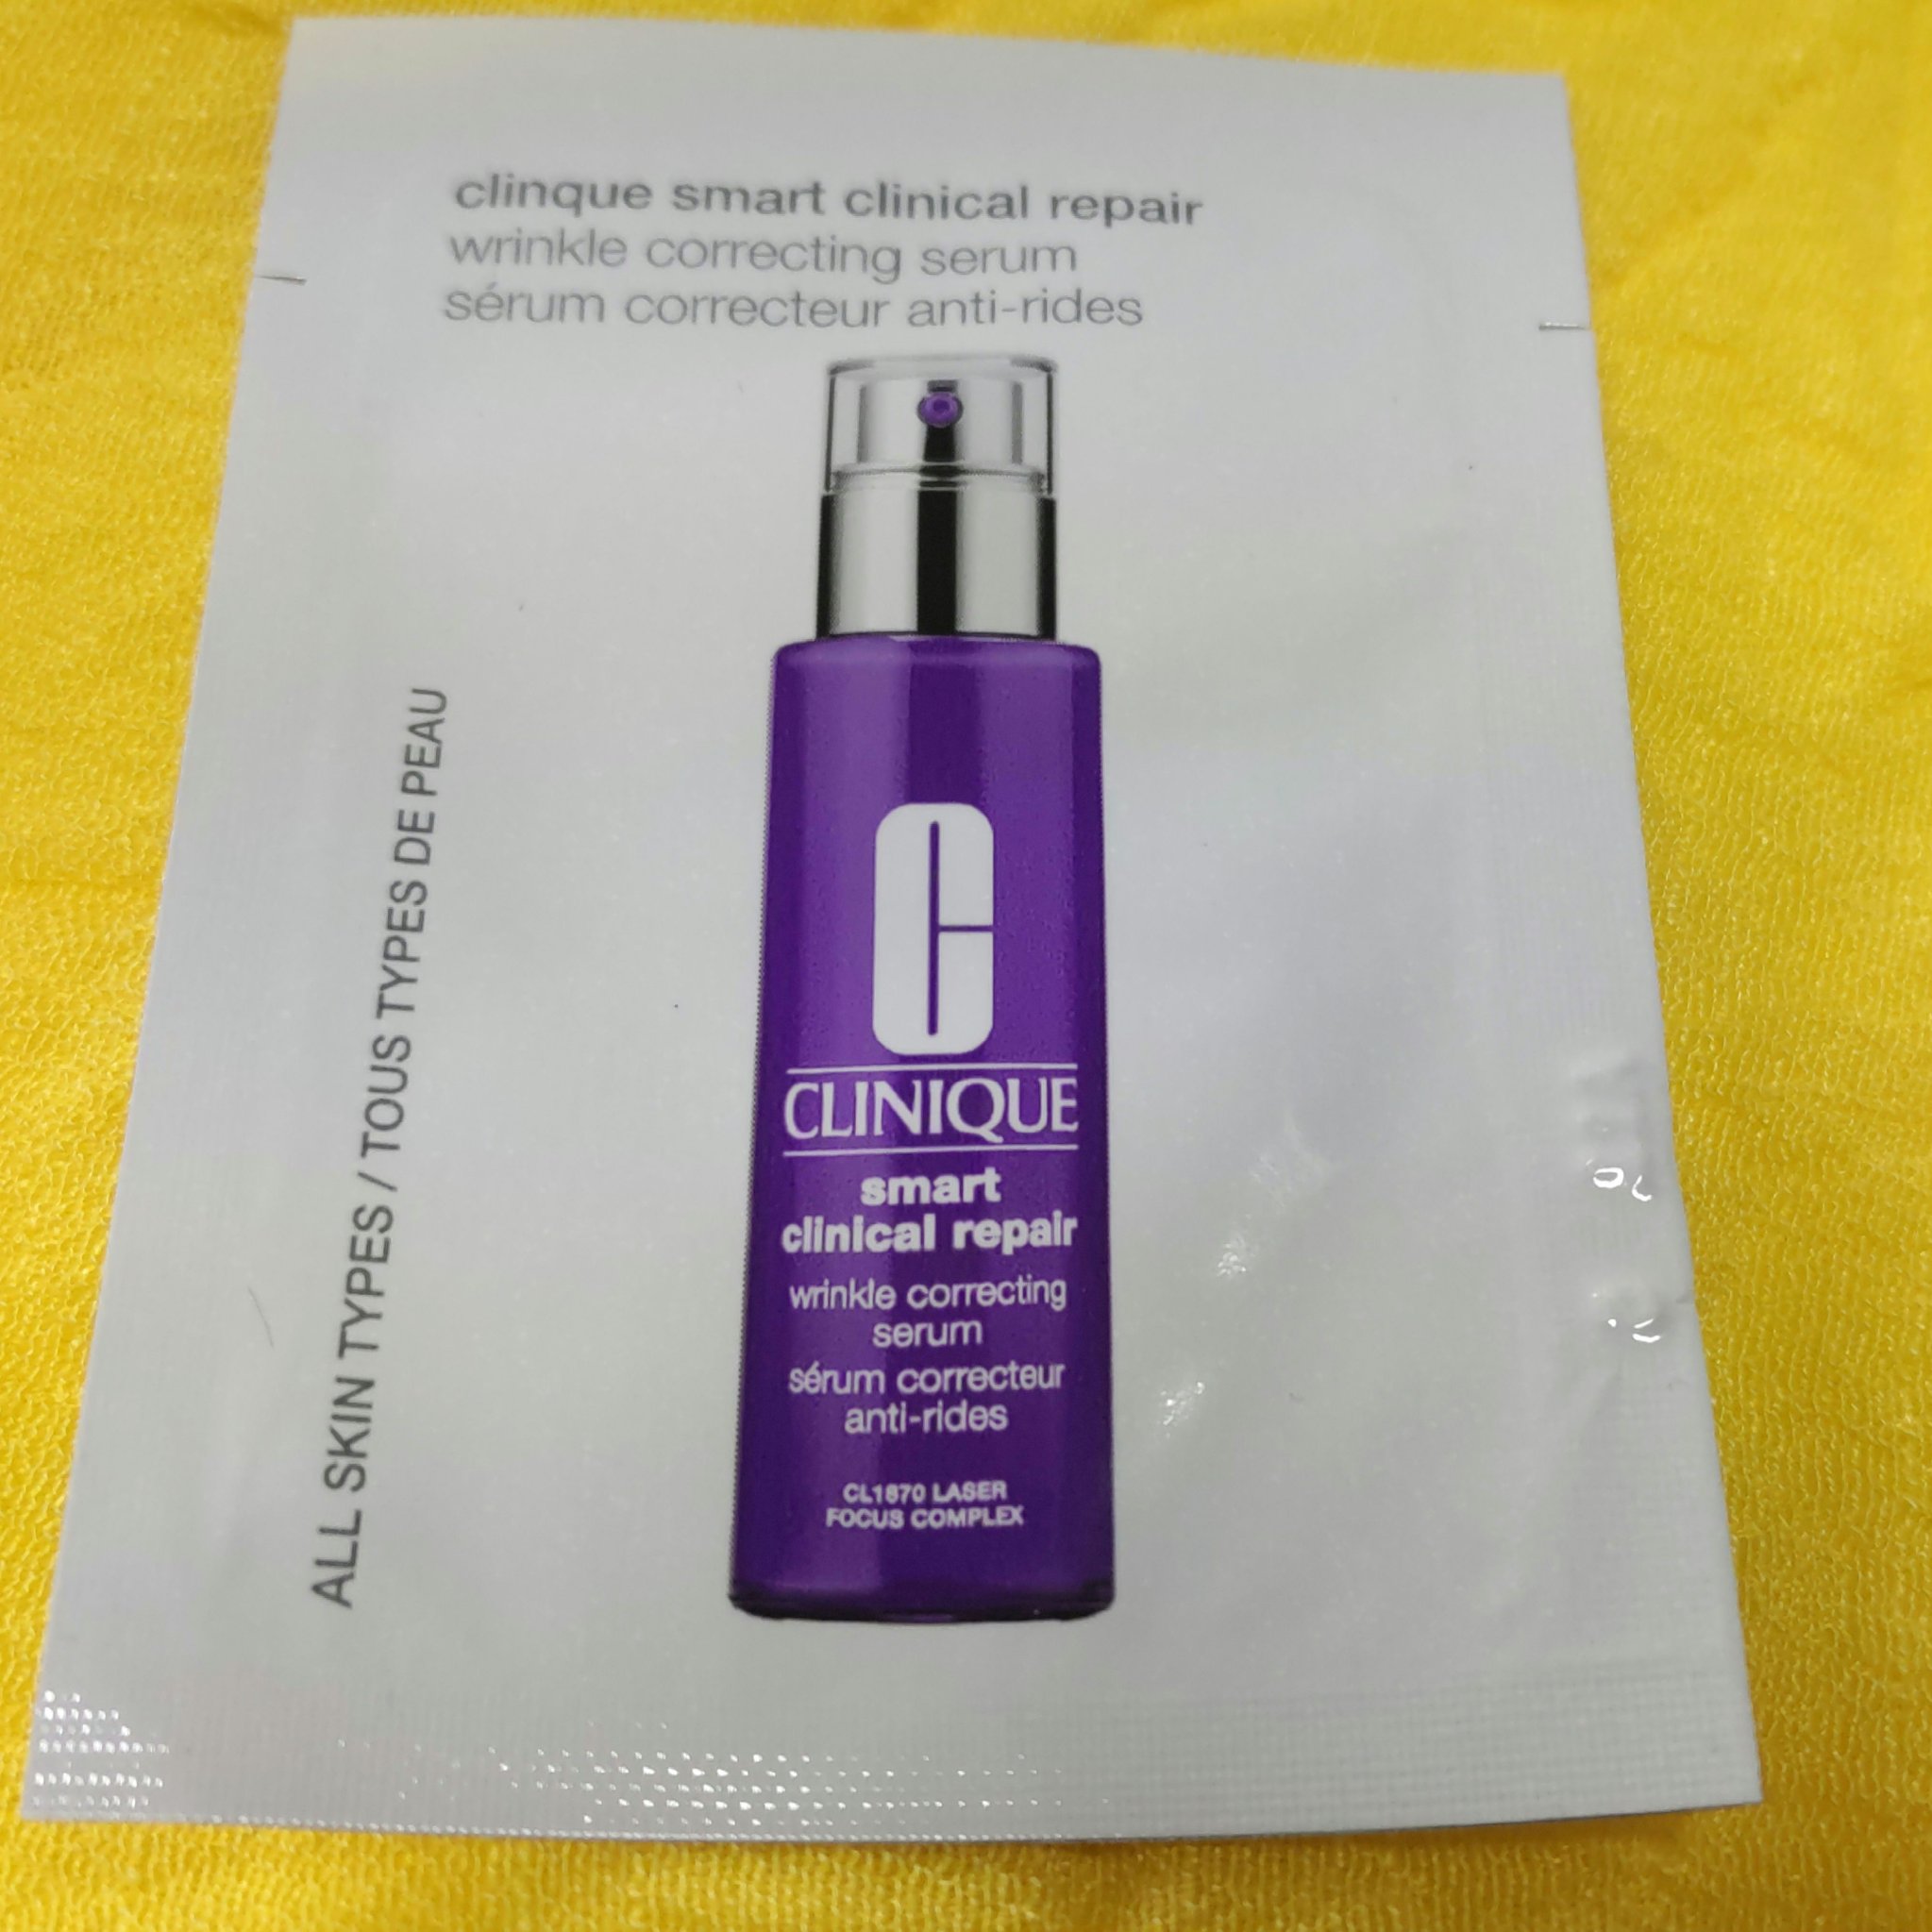 clinque smart clinical repair
wrinkle correcting serum
sérum correcteur anti-rides
ALL SKIN TYPES / TOUS TYPES DE PEAU
C
CLINIQUE
smart
clinical repair
wrinkle correcting
serum
sérum correcteur
anti-rides
CL1870 LASER
FOCUS COMPLEX